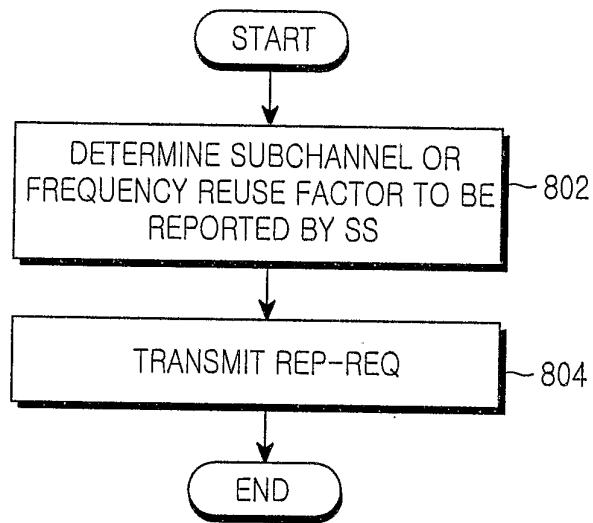 START
DETERMINE SUBCHANNEL OR
FREQUENCY REUSE FACTOR TO BE
REPORTED BY SS
802
TRANSMIT REP-REQ
804
END